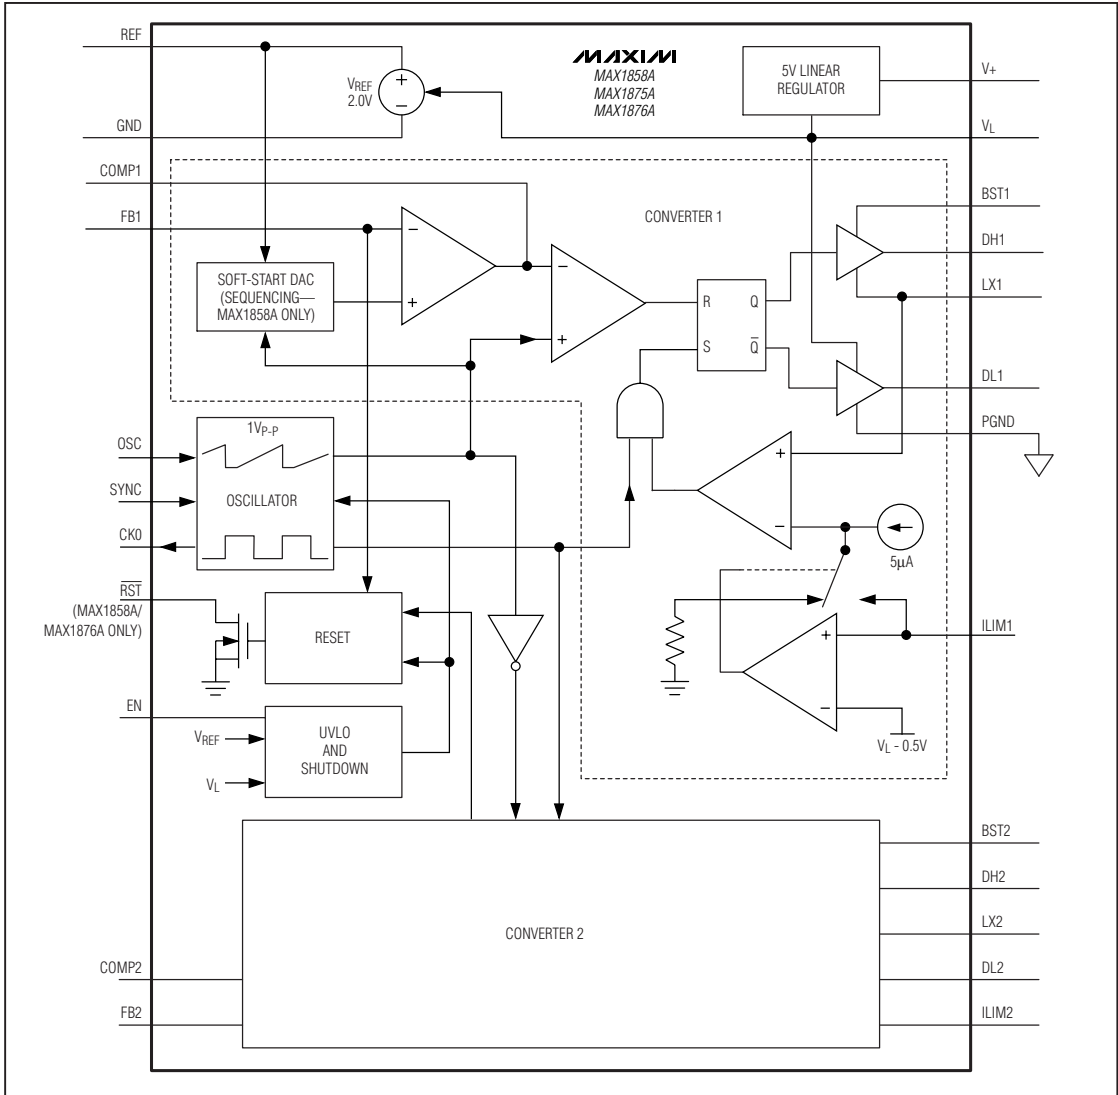 REF
MAXIM
MAX1858A
MAX1875A
MAX1876A
VREF
2.0V
+
−
5V LINEAR
REGULATOR
V+
GND
VL
COMP1
FB1
CONVERTER 1
BST1
DH1
LX1
SOFT-START DAC
(SEQUENCING—
MAX1858A ONLY)
−
+
−
+
R Q
S Q̅
DL1
PGND
OSC
SYNC
CK0
1VP-P
OSCILLATOR
+
−
5µA
R̅S̅T̅
(MAX1858A/
MAX1876A ONLY)
RESET
+
−
ILIM1
VL - 0.5V
EN
VREF
VL
UVLO
AND
SHUTDOWN
CONVERTER 2
BST2
DH2
LX2
COMP2
DL2
FB2
ILIM2